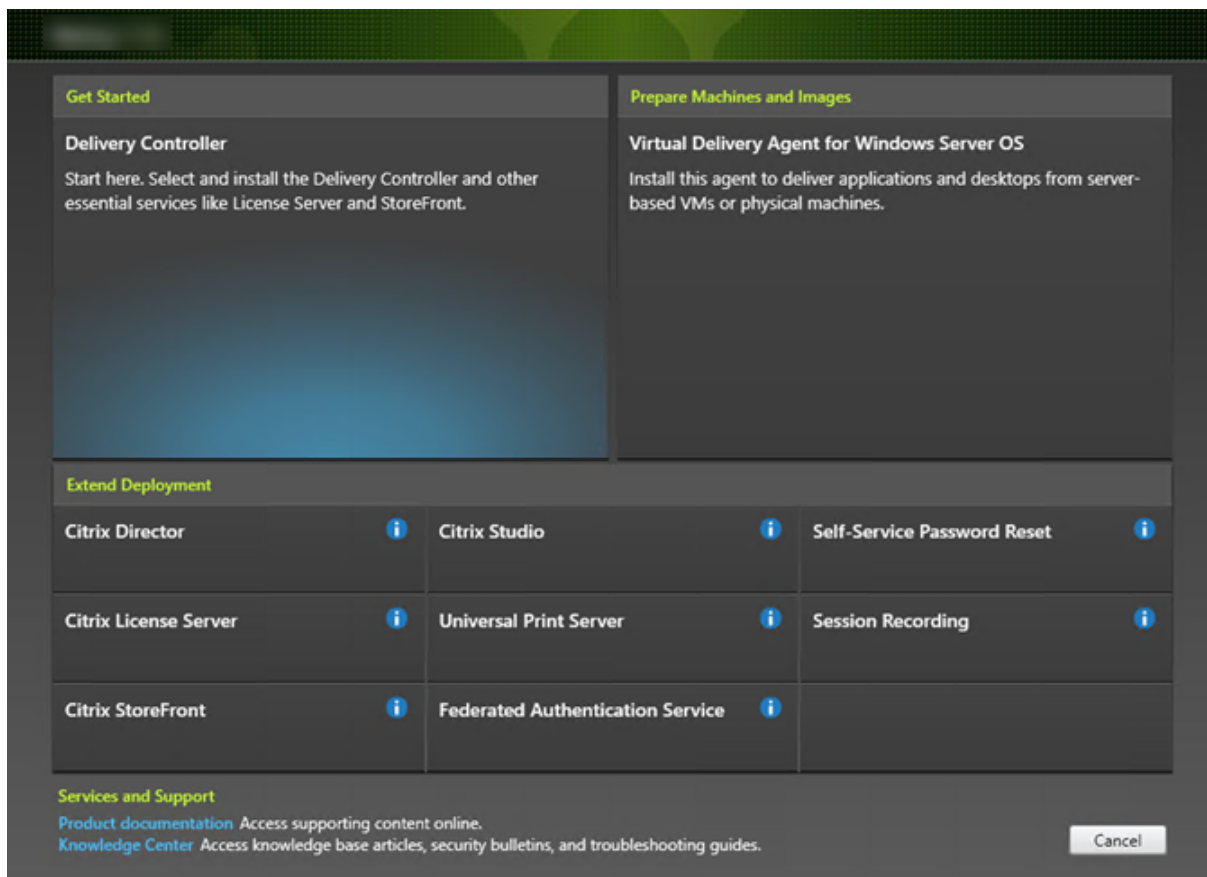 Get Started
Prepare Machines and Images
Delivery Controller
Start here. Select and install the Delivery Controller and other
essential services like License Server and StoreFront.
Virtual Delivery Agent for Windows Server OS
Install this agent to deliver applications and desktops from server-
based VMs or physical machines.
Extend Deployment
Citrix Director
Citrix Studio
Self-Service Password Reset
Citrix License Server
Universal Print Server
Session Recording
Citrix StoreFront
Federated Authentication Service
Services and Support
Product documentation Access supporting content online.
Knowledge Center Access knowledge base articles, security bulletins, and troubleshooting guides.
Cancel